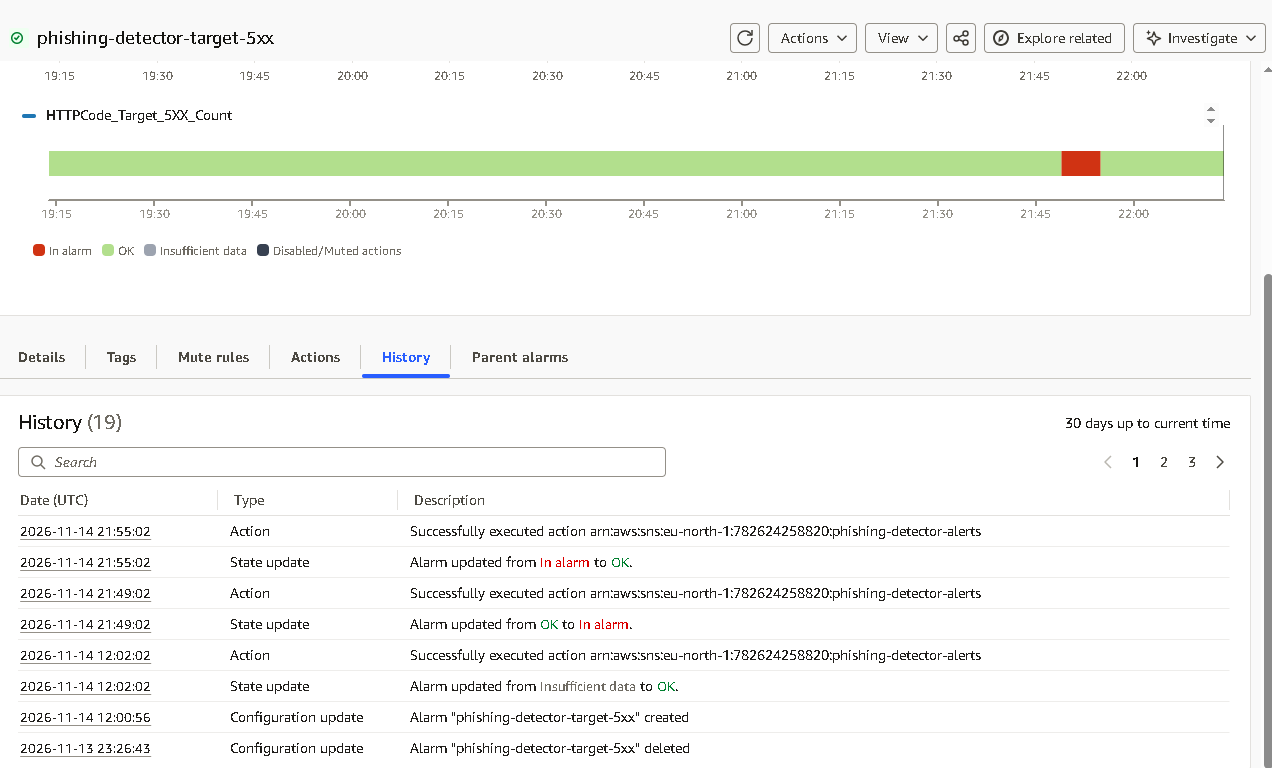 phishing-detector-target-5xx Actions View Explore related Investigate
19:15 19:30 19:45 20:00 20:15 20:30 20:45 21:00 21:15 21:30 21:45 22:00
HTTPCode_Target_5XX_Count
19:15 19:30 19:45 20:00 20:15 20:30 20:45 21:00 21:15 21:30 21:45 22:00
In alarm OK Insufficient data Disabled/Muted actions
Details Tags Mute rules Actions History Parent alarms
History (19) 30 days up to current time
Search 1 2 3
Date (UTC) Type Description
2026-11-14 21:55:02 Action Successfully executed action arn:aws:sns:eu-north-1:782624258820:phishing-detector-alerts
2026-11-14 21:55:02 State update Alarm updated from In alarm to OK.
2026-11-14 21:49:02 Action Successfully executed action arn:aws:sns:eu-north-1:782624258820:phishing-detector-alerts
2026-11-14 21:49:02 State update Alarm updated from OK to In alarm.
2026-11-14 12:02:02 Action Successfully executed action arn:aws:sns:eu-north-1:782624258820:phishing-detector-alerts
2026-11-14 12:02:02 State update Alarm updated from Insufficient data to OK.
2026-11-14 12:00:56 Configuration update Alarm "phishing-detector-target-5xx" created
2026-11-13 23:26:43 Configuration update Alarm "phishing-detector-target-5xx" deleted